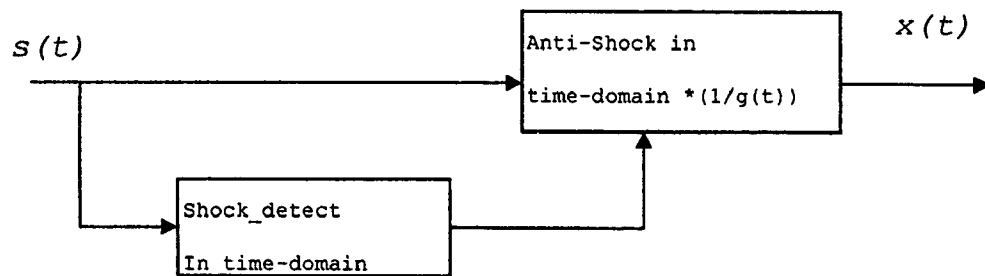 s(t)
Anti-Shock in
time-domain *(1/g(t))
x(t)
Shock_detect
In time-domain